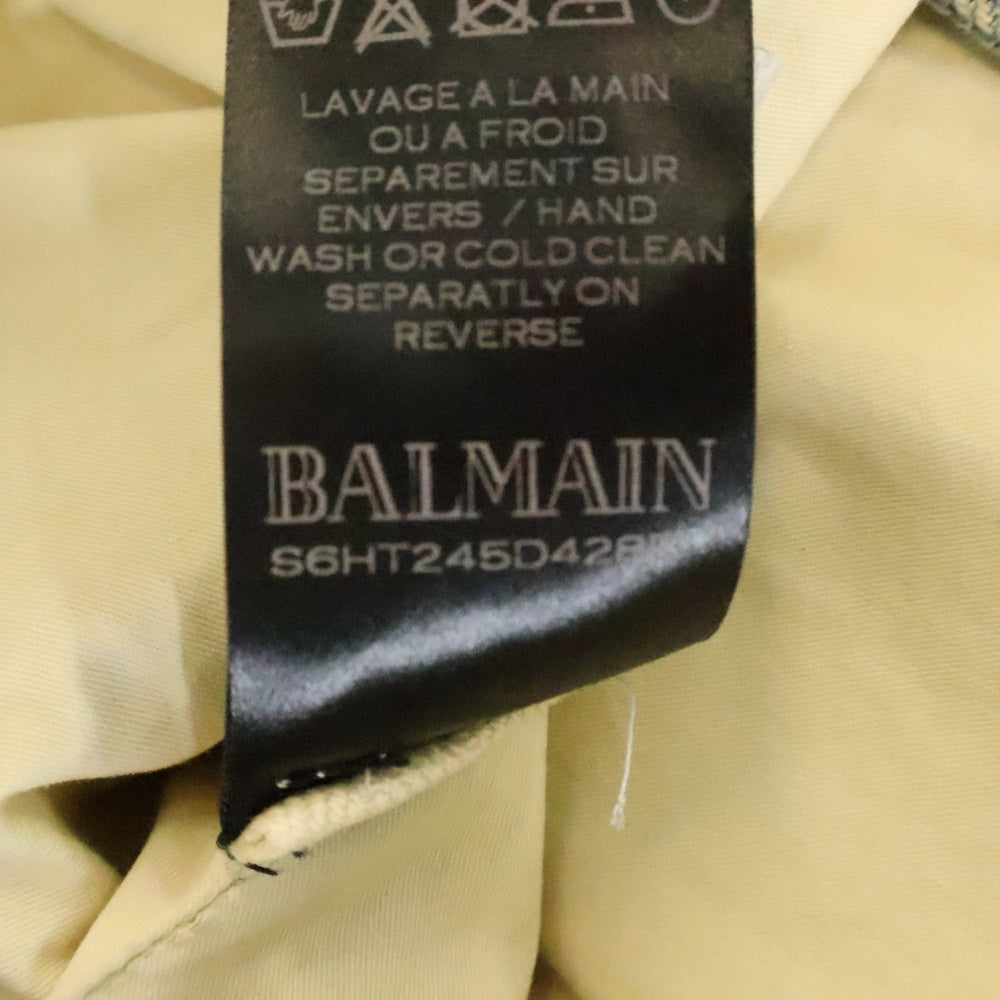 LAVAGE A LA MAIN
OU A FROID
SEPAREMENT SUR
ENVERS / HAND
WASH OR COLD CLEAN
SEPARATLY ON
REVERSE
BALMAIN